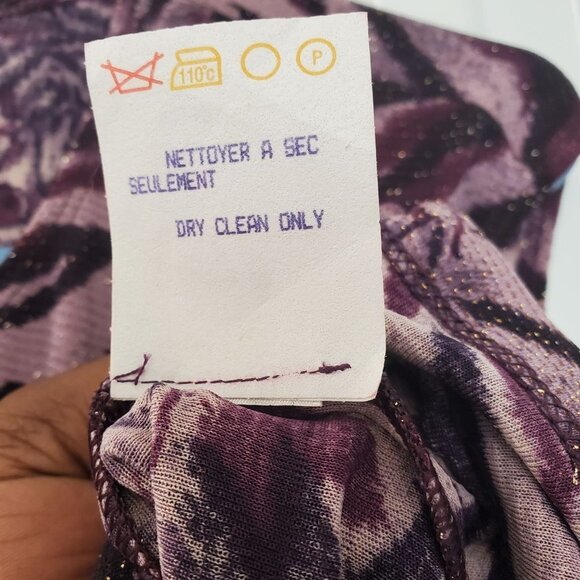 110°c P
NETTOYER A SEC
SEULEMENT
DRY CLEAN ONLY